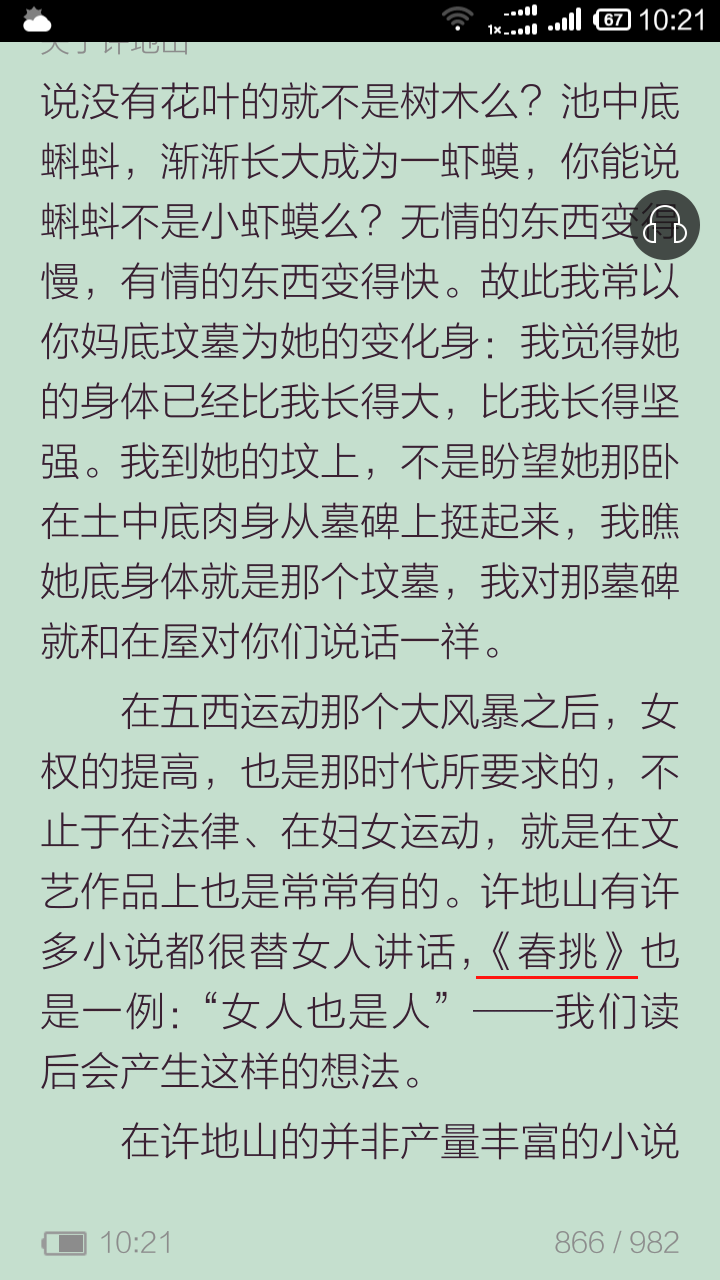 67 10:21
1×
关于许地山
说没有花叶的就不是树木么？池中底
蝌蚪，渐渐长大成为一虾蟆，你能说
蝌蚪不是小虾蟆么？无情的东西变得
慢，有情的东西变得快。故此我常以
你妈底坟墓为她的变化身：我觉得她
的身体已经比我长得大，比我长得坚
强。我到她的坟上，不是盼望她那卧
在土中底肉身从墓碑上挺起来，我瞧
她底身体就是那个坟墓，我对那墓碑
就和在屋对你们说话一祥。
在五西运动那个大风暴之后，女
权的提高，也是那时代所要求的，不
止于在法律、在妇女运动，就是在文
艺作品上也是常常有的。许地山有许
多小说都很替女人讲话，《春挑》也
是一例：“女人也是人”——我们读
后会产生这样的想法。
在许地山的并非产量丰富的小说
10:21 866 / 982